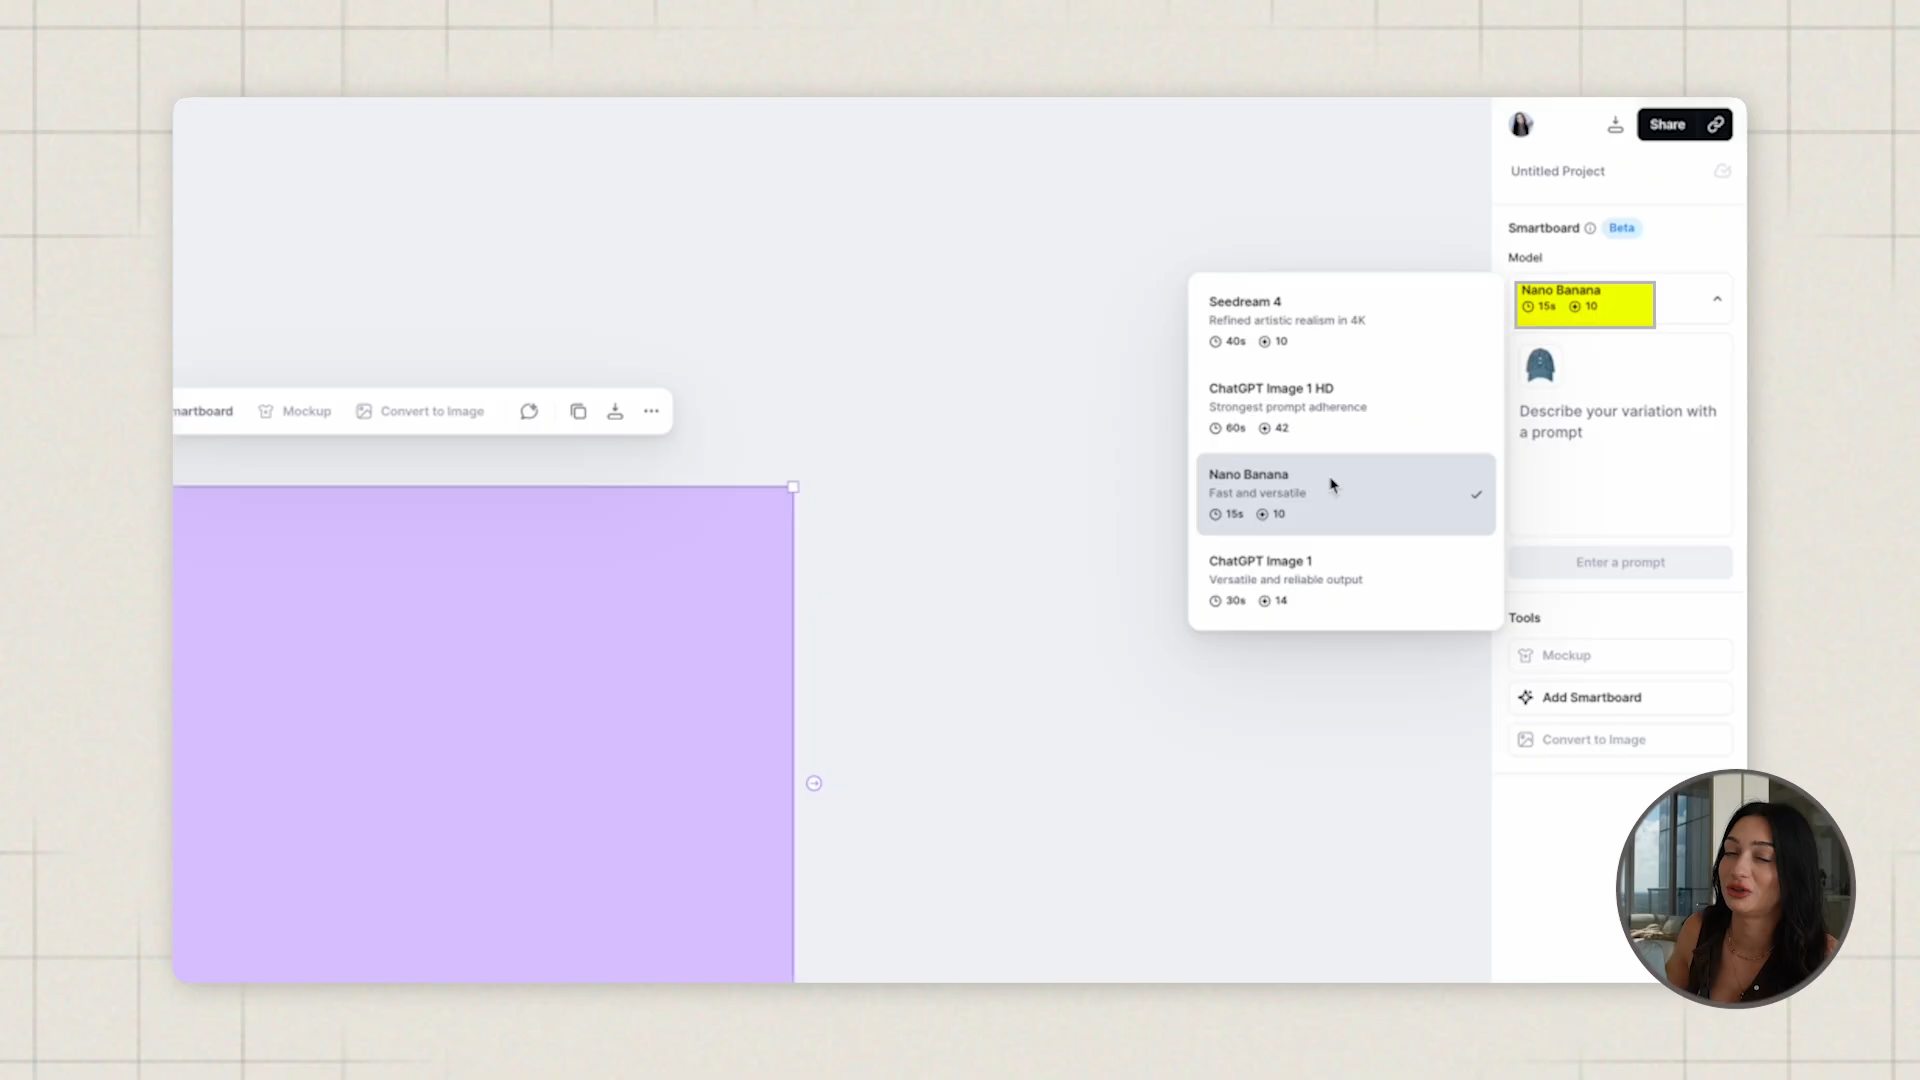 Share
Untitled Project
Smartboard Beta
Model
Nano Banana
15s 10
Seedream 4
Refined artistic realism in 4K
40s 10
ChatGPT Image 1 HD
Strongest prompt adherence
60s 42
Nano Banana
Fast and versatile
15s 10
ChatGPT Image 1
Versatile and reliable output
30s 14
Describe your variation with
a prompt
Enter a prompt
Tools
Mockup
Add Smartboard
Convert to Image
martboard Mockup Convert to Image